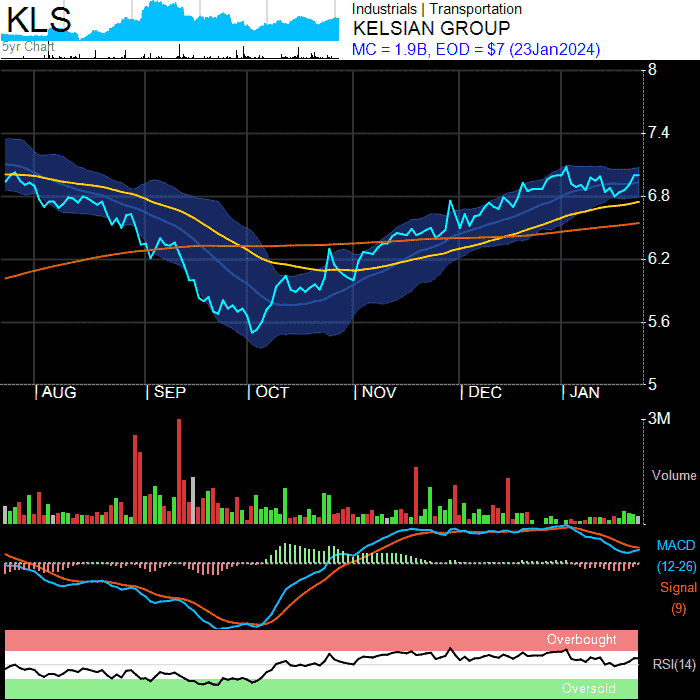 KLS
5yr Chart
Industrials | Transportation
KELSIAN GROUP
MC = 1.9B, EOD = $7 (23Jan2024)
8
7.4
6.8
6.2
5.6
5
| AUG | SEP | OCT | NOV | DEC | JAN
3M
Volume
MACD
(12-26)
Signal
(9)
Overbought
RSI(14)
Oversold